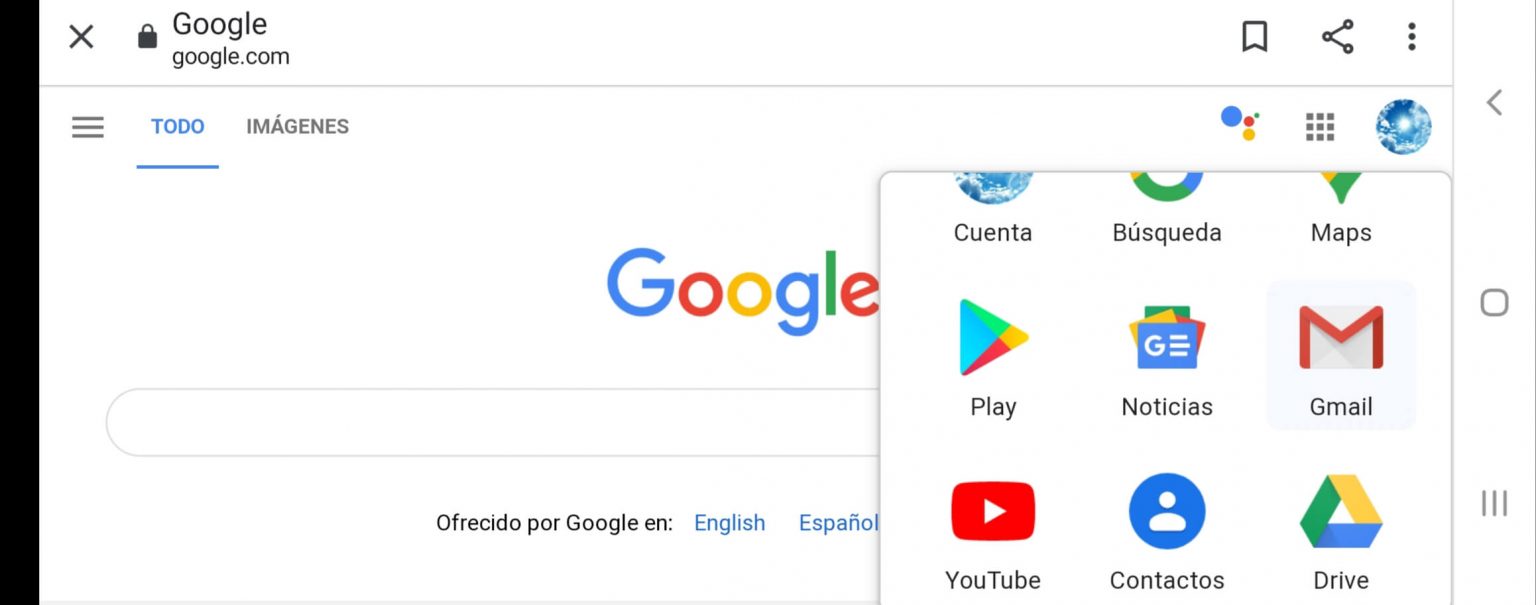 Google
google.com
TODO IMÁGENES
Google
Cuenta Búsqueda Maps
GE
Play Noticias Gmail
Ofrecido por Google en: English Español
YouTube Contactos Drive